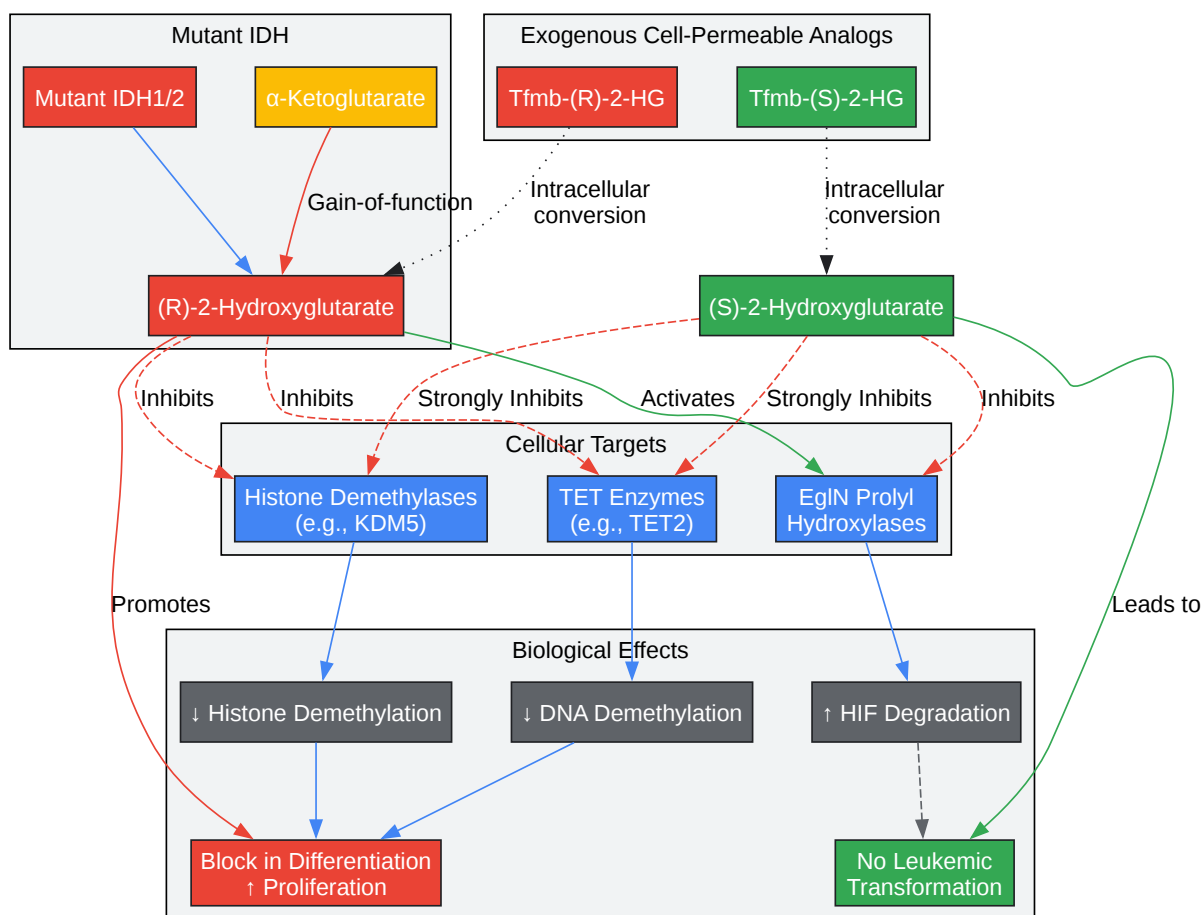 Mutant IDH
Exogenous Cell-Permeable Analogs
Mutant IDH1/2
α-Ketoglutarate
Tfmb-(R)-2-HG
Tfmb-(S)-2-HG
Gain-of-function
Intracellular
conversion
Intracellular
conversion
(R)-2-Hydroxyglutarate
(S)-2-Hydroxyglutarate
Inhibits
Inhibits
Strongly Inhibits
Activates
Strongly Inhibits
Inhibits
Cellular Targets
Histone Demethylases
(e.g., KDM5)
TET Enzymes
(e.g., TET2)
EglN Prolyl
Hydroxylases
Promotes
Leads to
Biological Effects
↓ Histone Demethylation
↓ DNA Demethylation
↑ HIF Degradation
Block in Differentiation
↑ Proliferation
No Leukemic
Transformation